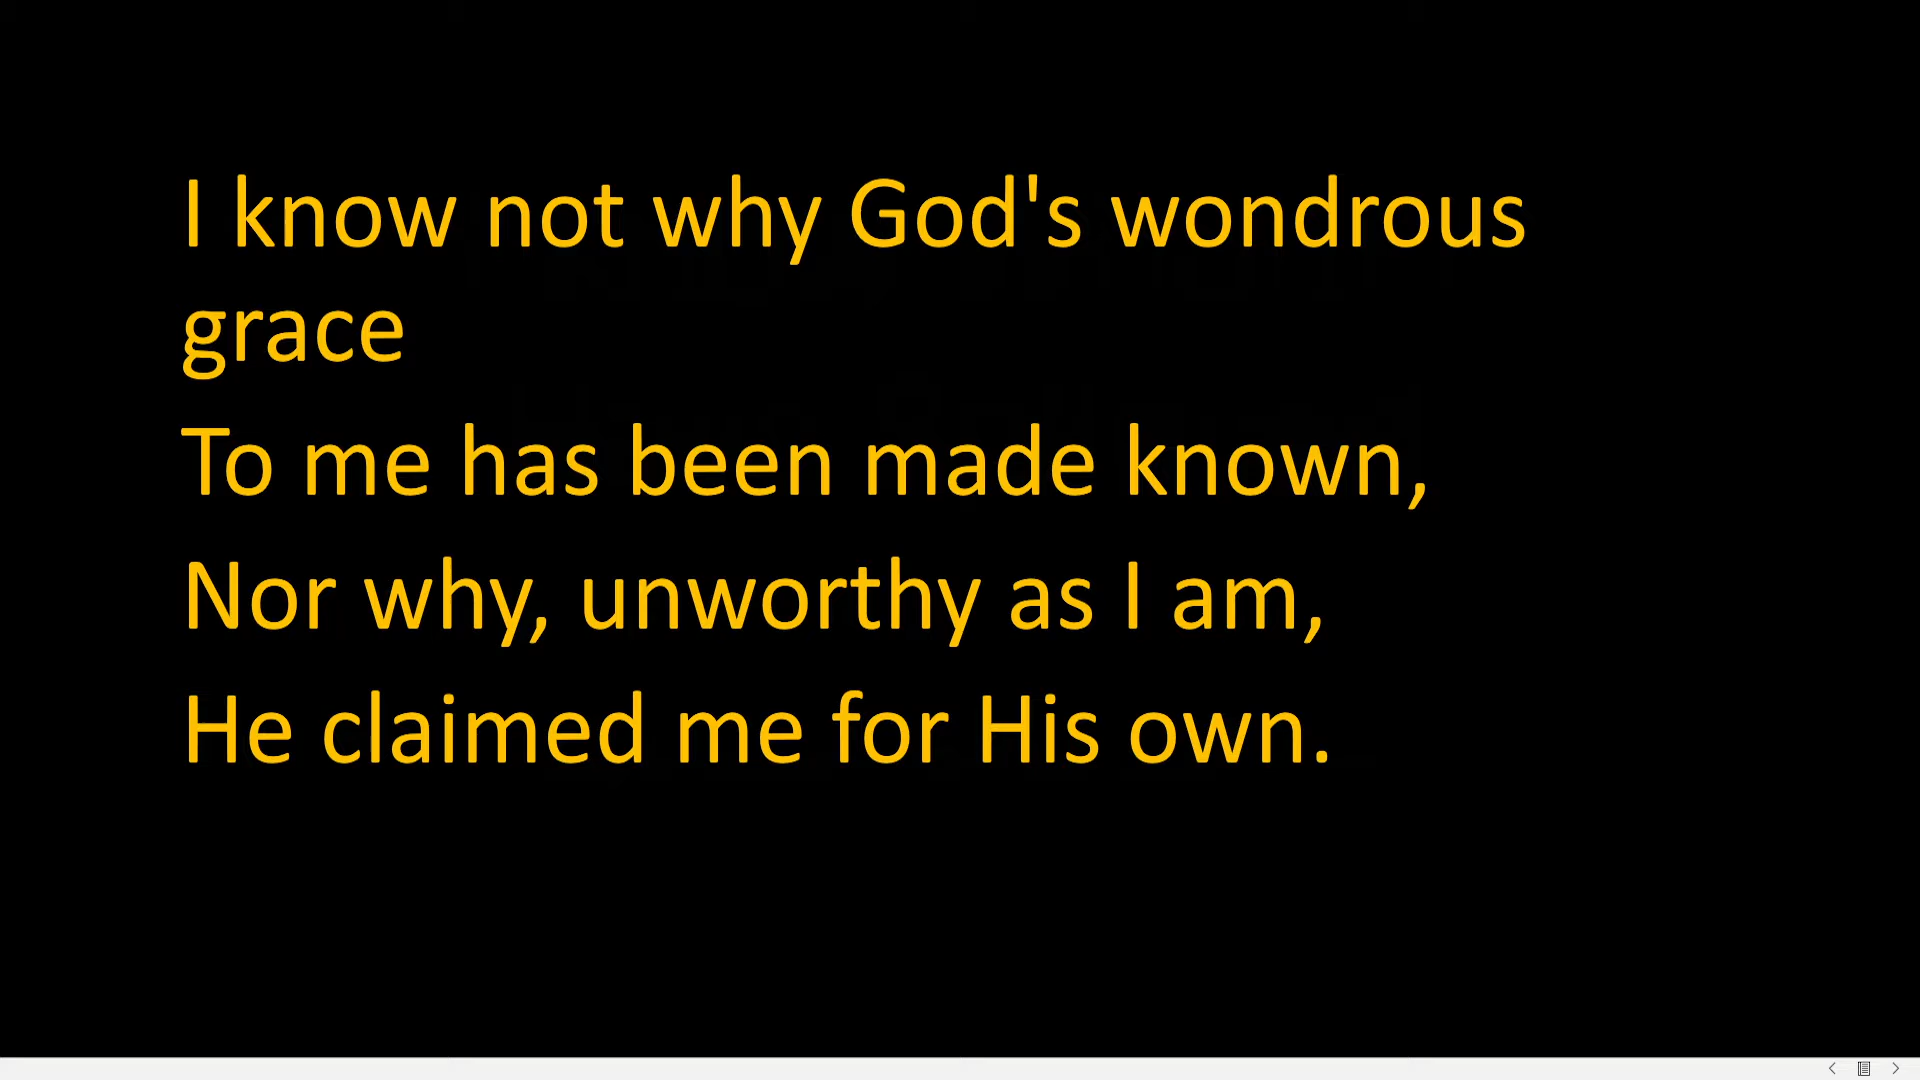 I know not why God's wondrous
grace
To me has been made known,
Nor why, unworthy as I am,
He claimed me for His own.